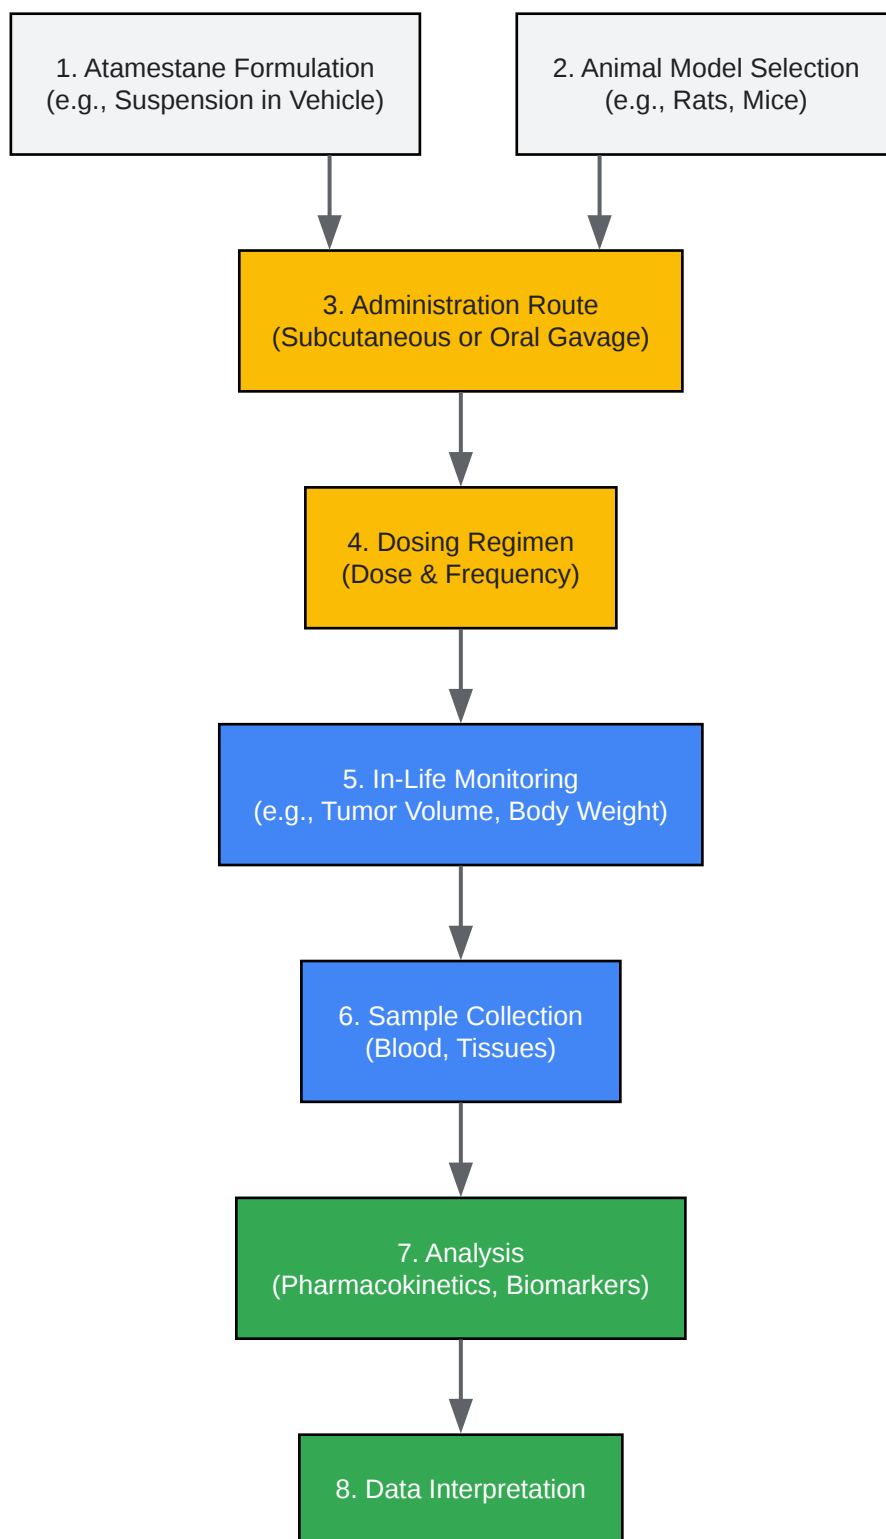 1. Atamestane Formulation
(e.g., Suspension in Vehicle)
2. Animal Model Selection
(e.g., Rats, Mice)
3. Administration Route
(Subcutaneous or Oral Gavage)
4. Dosing Regimen
(Dose & Frequency)
5. In-Life Monitoring
(e.g., Tumor Volume, Body Weight)
6. Sample Collection
(Blood, Tissues)
7. Analysis
(Pharmacokinetics, Biomarkers)
8. Data Interpretation